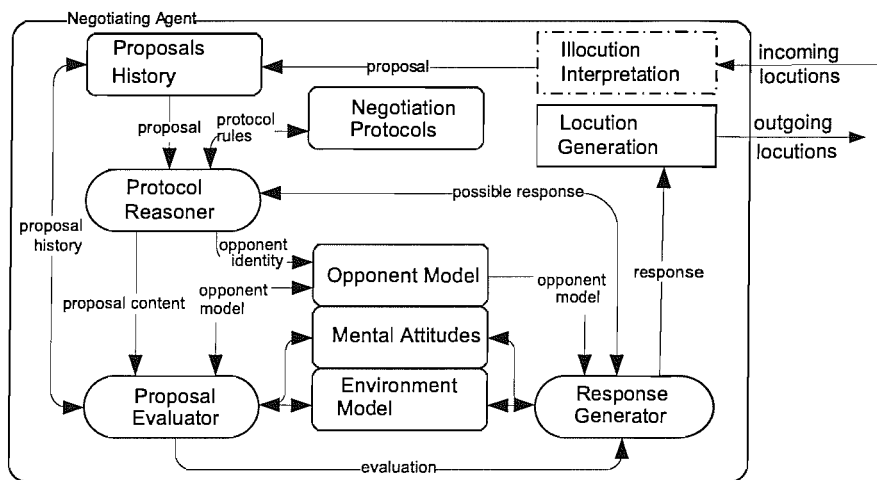 Negotiating Agent
Proposals
History
proposal
Illocution
Interpretation
incoming
locutions
proposal
protocol
rules
Negotiation
Protocols
Locution
Generation
outgoing
locutions
Protocol
Reasoner
possible response
proposal
history
opponent
identity
Opponent Model
response
proposal content
opponent
model
opponent
model
Mental Attitudes
Proposal
Evaluator
Environment
Model
Response
Generator
evaluation